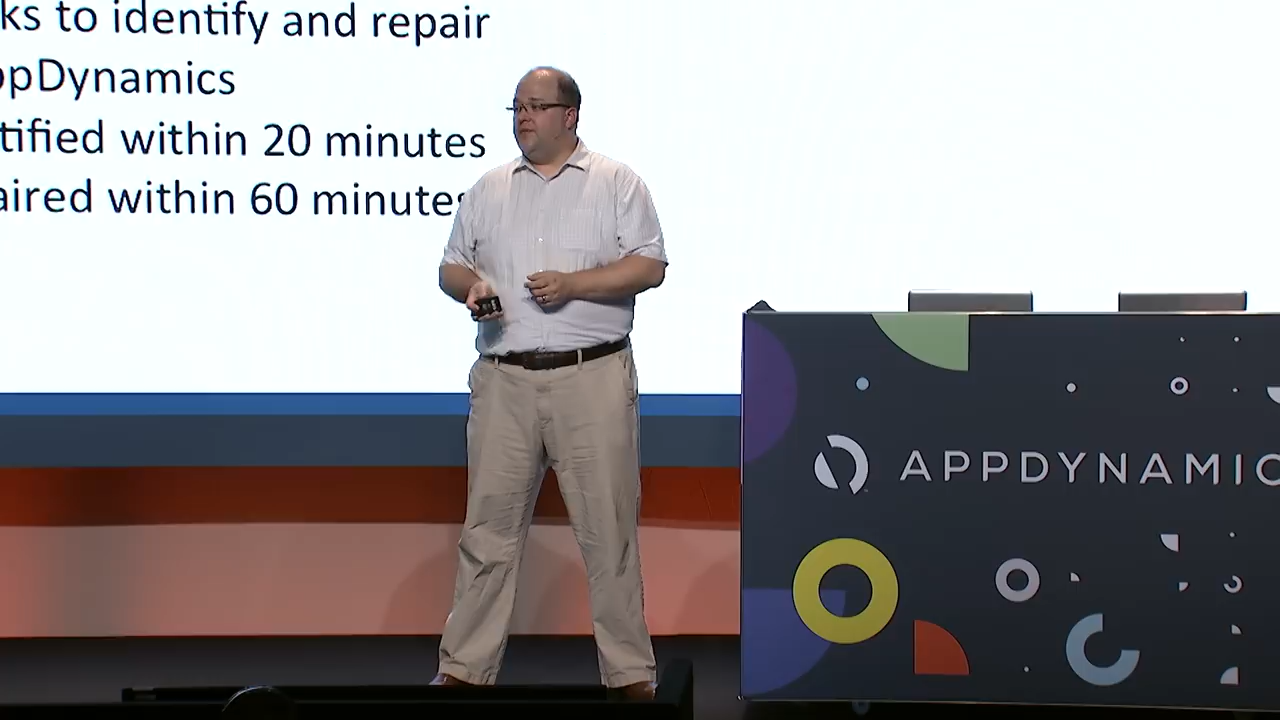 ks to identify and repair
ppDynamics
tified within 20 minutes
aired within 60 minutes
APPDYNAMIC